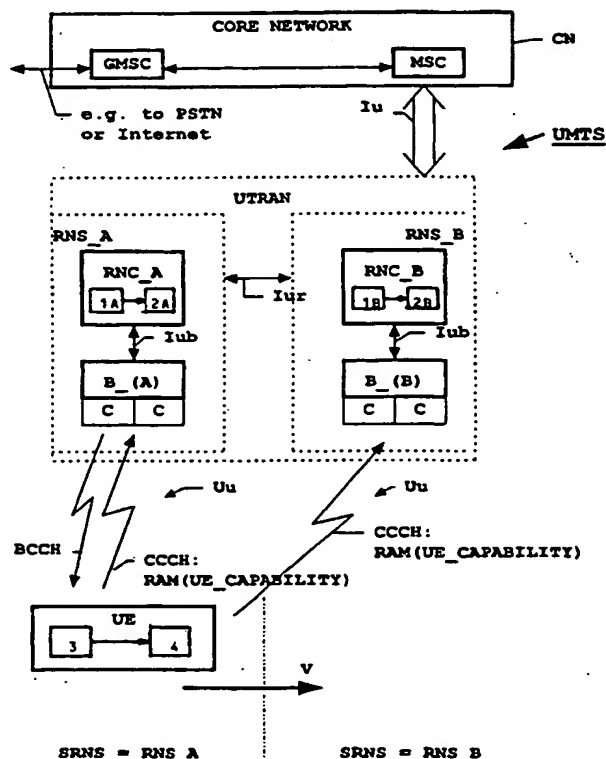 CORE NETWORK
CN
GMSC
MSC
e.g. to PSTN
or Internet
Iu
UMTS
UTRAN
RNS_A
RNS_B
RNC_A
RNC_B
1A
2A
Iur
1B
2B
Iub
Iub
B_(A)
B_(B)
C
C
C
C
Uu
Uu
BCCH
CCCH:
RAM(UE_CAPABILITY)
CCCH:
RAM(UE_CAPABILITY)
UE
3
4
V
SRNS = RNS A
SRNS = RNS B